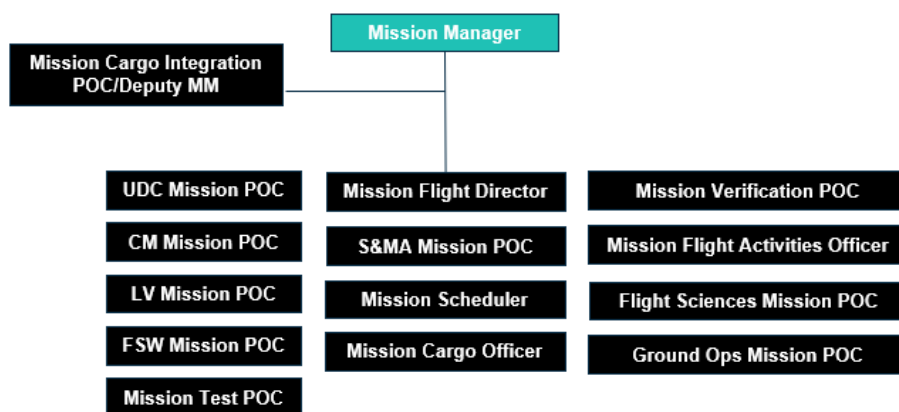 Mission Manager
Mission Cargo Integration
POC/Deputy MM
UDC Mission POC
CM Mission POC
LV Mission POC
FSW Mission POC
Mission Test POC
Mission Flight Director
S&MA Mission POC
Mission Scheduler
Mission Cargo Officer
Mission Verification POC
Mission Flight Activities Officer
Flight Sciences Mission POC
Ground Ops Mission POC